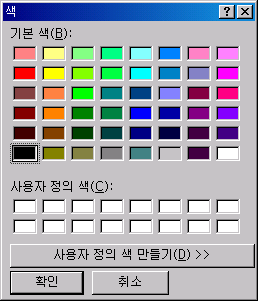 색
기본 색(B):
사용자 정의 색(C):
사용자 정의 색 만들기(D) >>
확인 취소